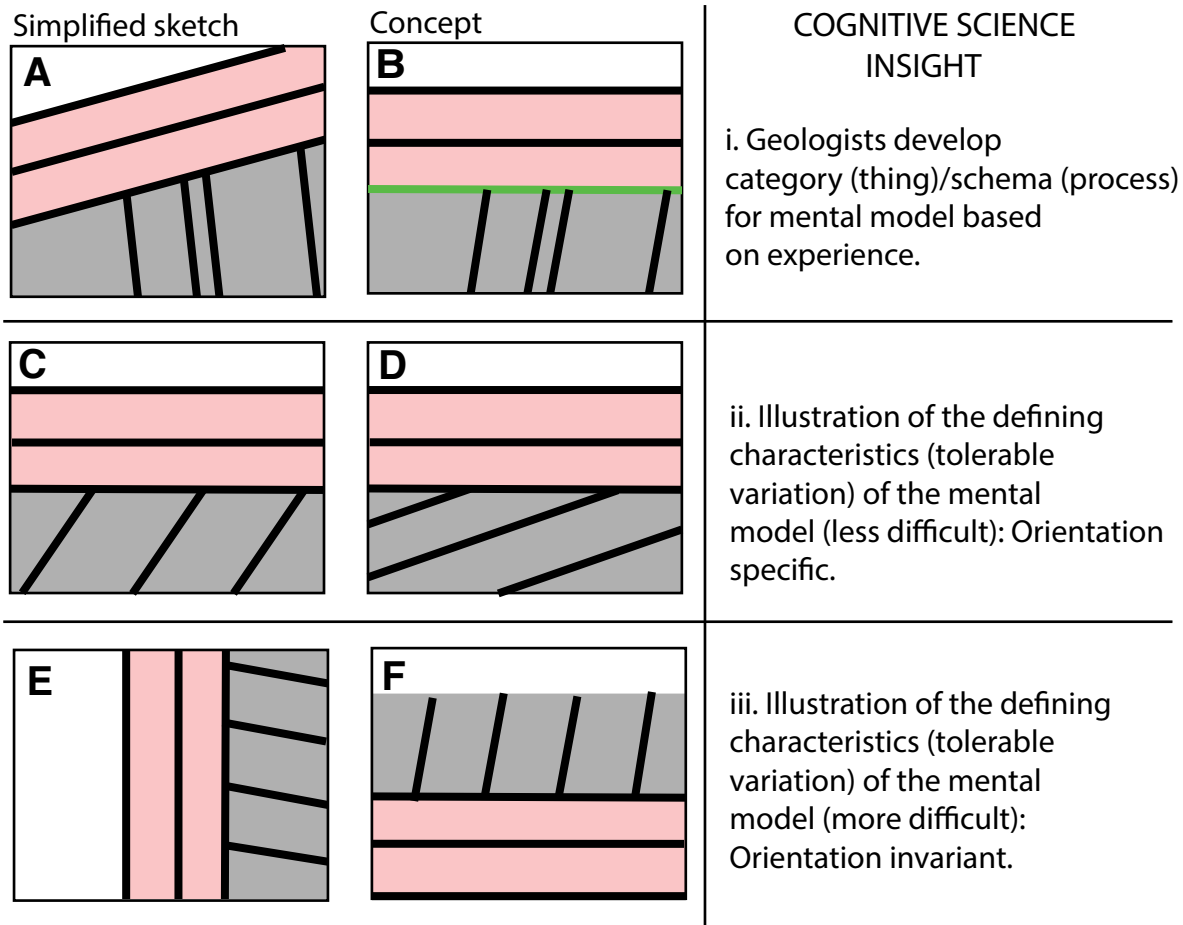 Simplified sketch
Concept
COGNITIVE SCIENCE
INSIGHT
A
B
i. Geologists develop
category (thing)/schema (process)
for mental model based
on experience.
C
D
ii. Illustration of the defining
characteristics (tolerable
variation) of the mental
model (less difficult): Orientation
specific.
E
F
iii. Illustration of the defining
characteristics (tolerable
variation) of the mental
model (more difficult):
Orientation invariant.